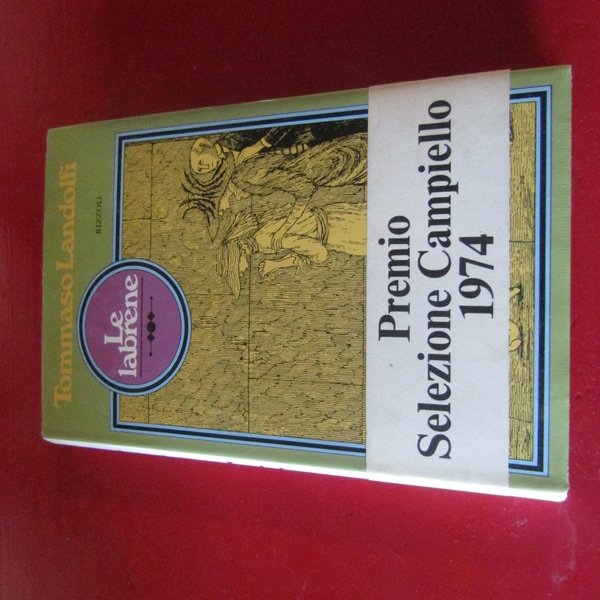 Tommaso Landolfi
RIZZOLI
Le
labrene
Premio
Selezione Campiello
1974